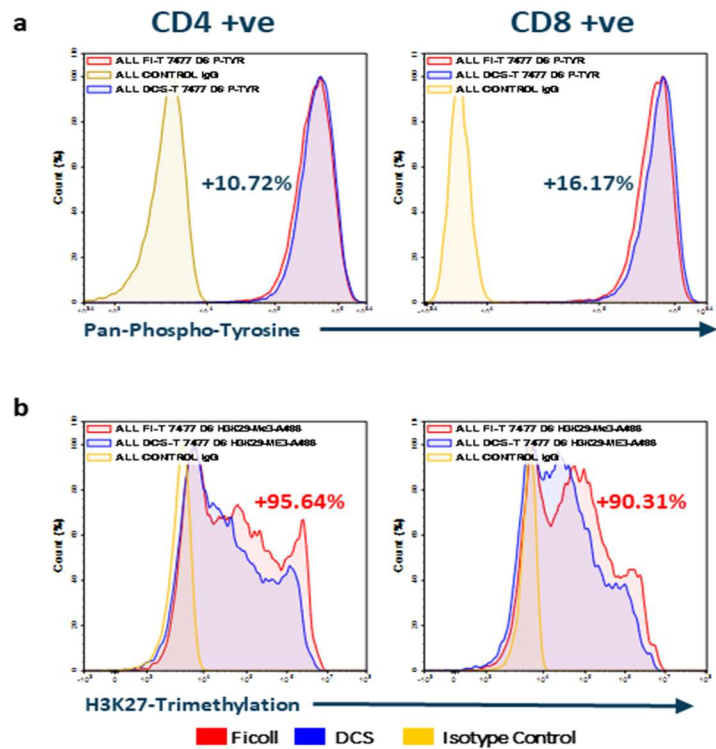 CD4 +ve
CD8 +ve
a
ALL FI-T 7477 D6 P-TYR
ALL CONTROL IgG
ALL DCS-T 7477 D6 P-TYR
Count (%)
+10.72%
ALL FI-T 7477 D6 P-TYR
ALL DCS-T 7477 D6 P-TYR
ALL CONTROL IgG
Count (%)
+16.17%
Pan-Phospho-Tyrosine
b
ALL FI-T 7477 D6 H3K29-Me3-A488
ALL DCS-T 7477 D6 H3K29-ME3-A488
ALL CONTROL IgG
Count (%)
+95.64%
ALL FI-T 7477 D6 H3K29-Me3-A488
ALL DCS-T 7477 D6 H3K29-ME3-A488
ALL CONTROL IgG
Count (%)
+90.31%
H3K27-Trimethylation
Ficoll
DCS
Isotype Control